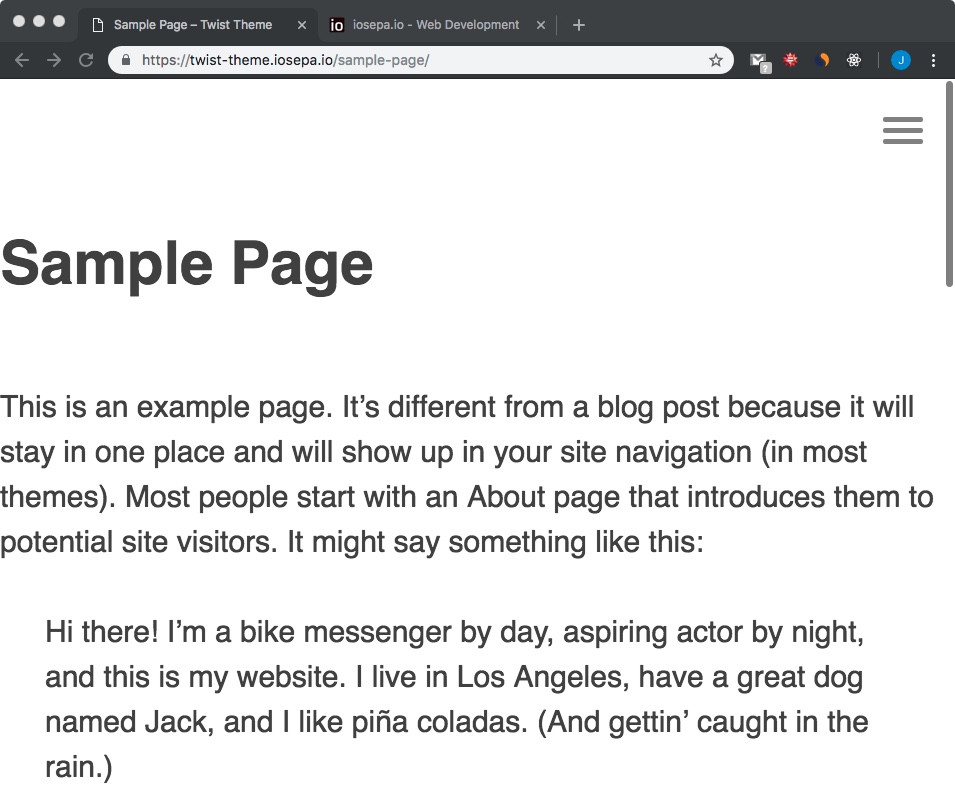 Sample Page – Twist Theme
io iosepa.io - Web Development
https://twist-theme.iosepa.io/sample-page/
?
J
Sample Page
This is an example page. It’s different from a blog post because it will
stay in one place and will show up in your site navigation (in most
themes). Most people start with an About page that introduces them to
potential site visitors. It might say something like this:
Hi there! I’m a bike messenger by day, aspiring actor by night,
and this is my website. I live in Los Angeles, have a great dog
named Jack, and I like piña coladas. (And gettin’ caught in the
rain.)